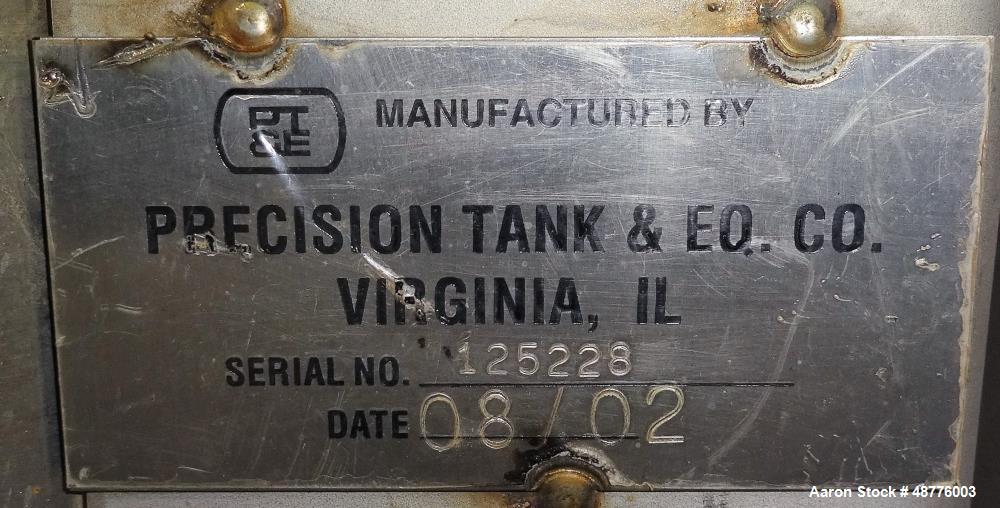 PT
&E
MANUFACTURED BY
PRECISION TANK & EQ. CO.
VIRGINIA, IL
SERIAL NO. 125228
DATE 08/02
Aaron Stock # 48776003